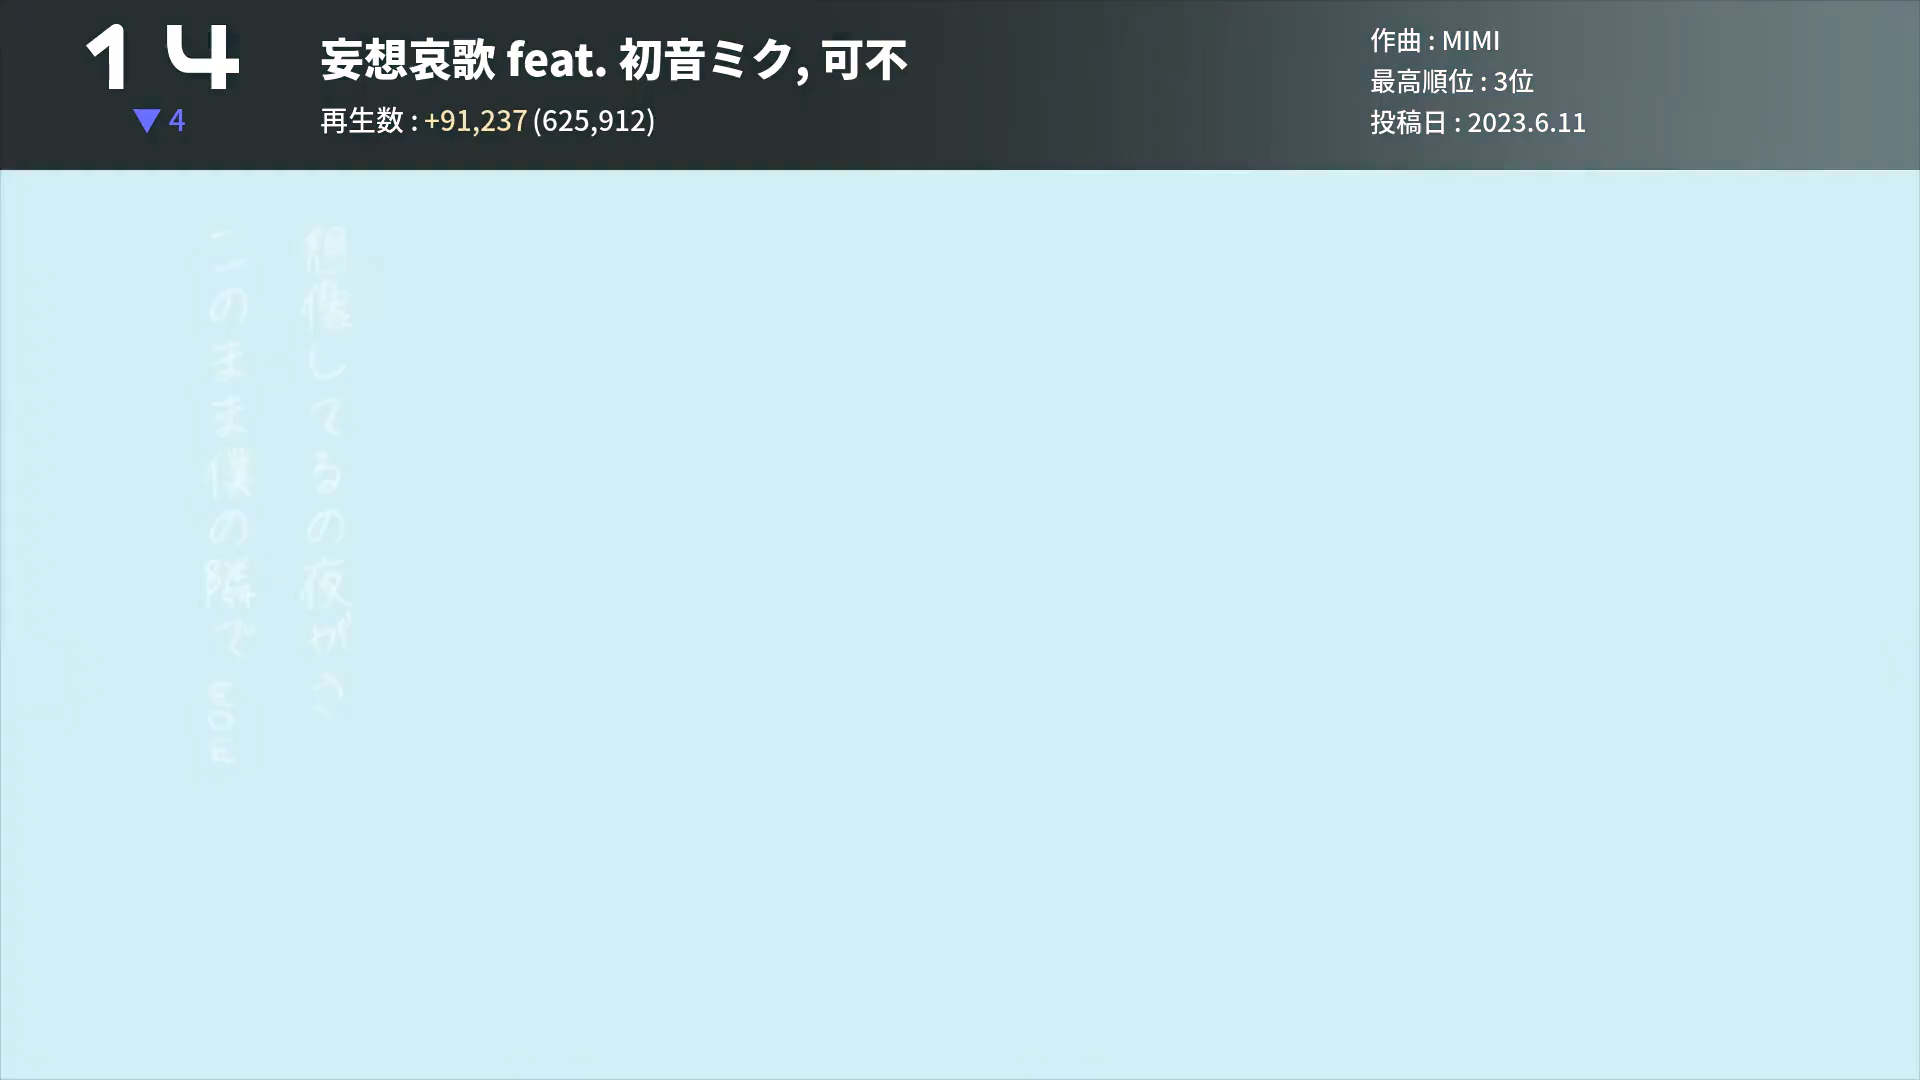 14
▼4
妄想哀歌 feat. 初音ミク, 可不
再生数 : +91,237 (625,912)
作曲 : MIMI
最高順位 : 3位
投稿日 : 2023.6.11
想像してるの夜がら
このまま僕の隣で